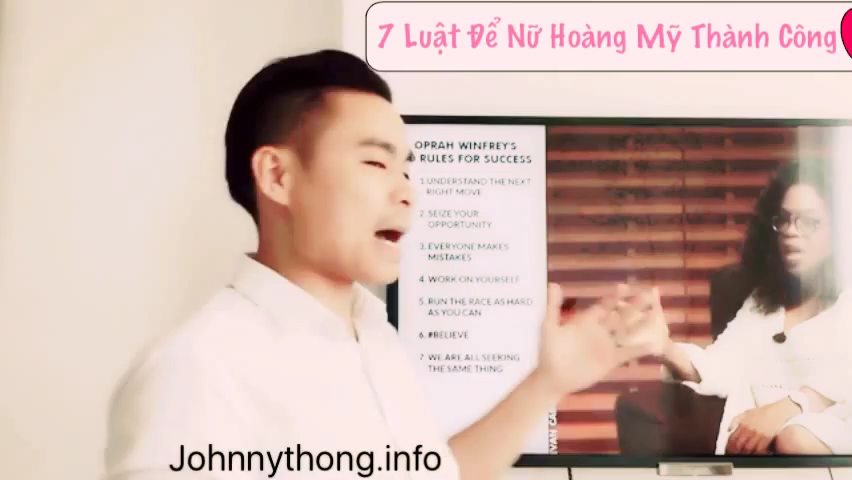 7 Luật Để Nữ Hoàng Mỹ Thành Công
OPRAH WINFREY'S
RULES FOR SUCCESS
1. UNDERSTAND THE NEXT
RIGHT MOVE
2. SEIZE YOUR
OPPORTUNITY
3. EVERYONE MAKES
MISTAKES
4. WORK ON YOURSELF
5. RUN THE RACE AS HARD
AS YOU CAN
6. #BELIEVE
7. WE ARE ALL SEEKING
THE SAME THING
Johnnythong.info